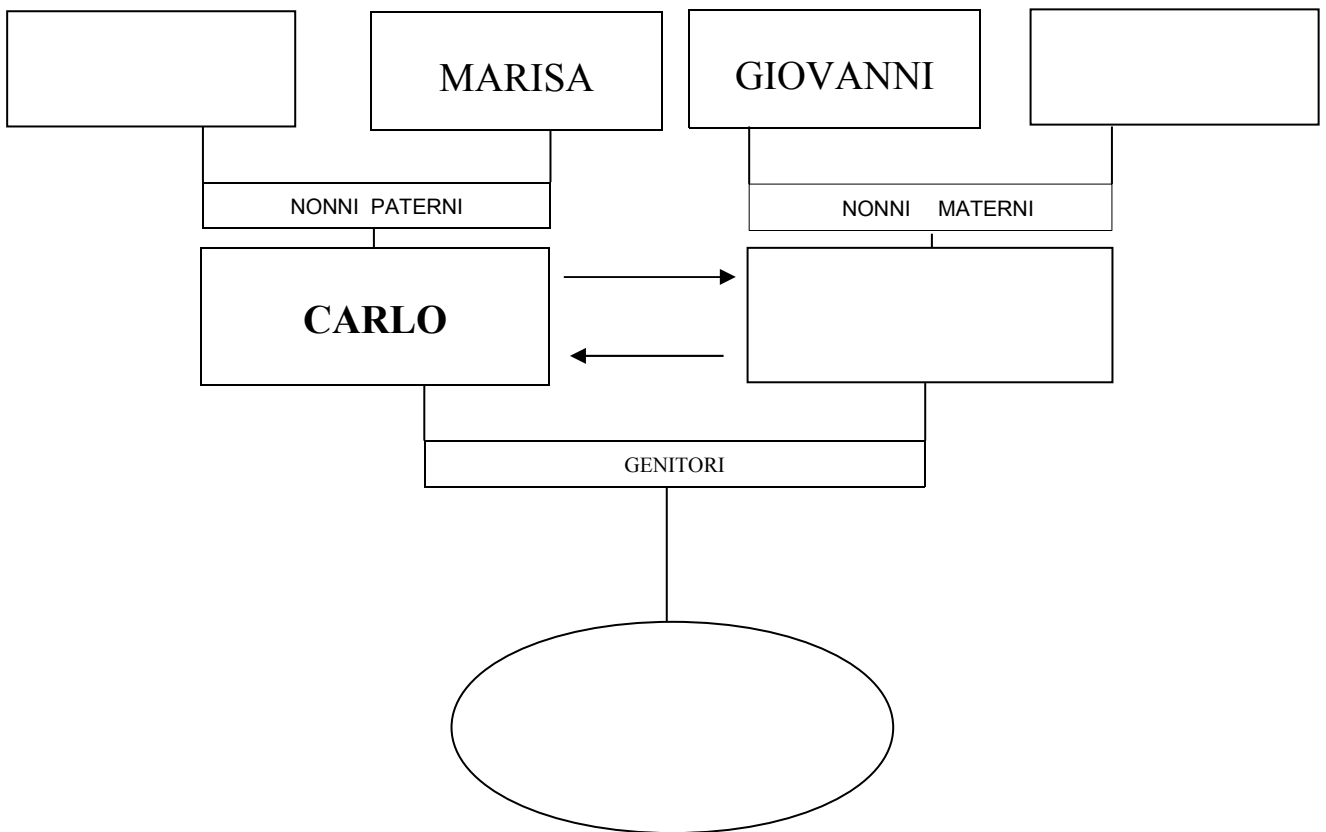 MARISA
GIOVANNI
NONNI PATERNI
NONNI MATERNI
CARLO
GENITORI